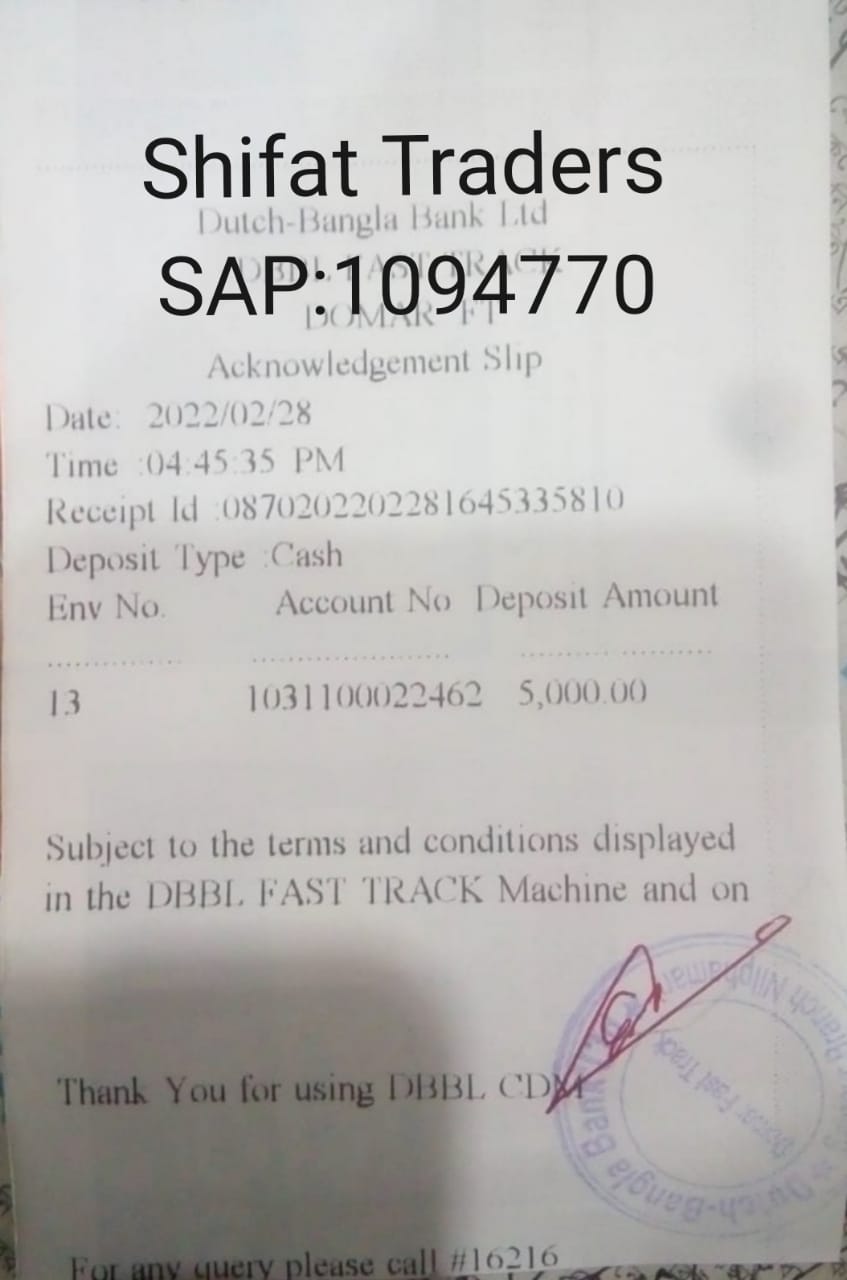 Shifat Traders
Dutch-Bangla Bank Ltd
SAP:1094770
DBBL FAST TRACK
DOMAR FT
Acknowledgement Slip
Date: 2022/02/28
Time :04:45:35 PM
Receipt Id :0870202202281645335810
Deposit Type :Cash
Env No. Account No Deposit Amount
13 1031100022462 5,000.00
Subject to the terms and conditions displayed
in the DBBL FAST TRACK Machine and on
Thank You for using DBBL CDM
For any query please call #16216
Dutch-Bangla Bank
Branch Nilphamari
Domar Fast Track